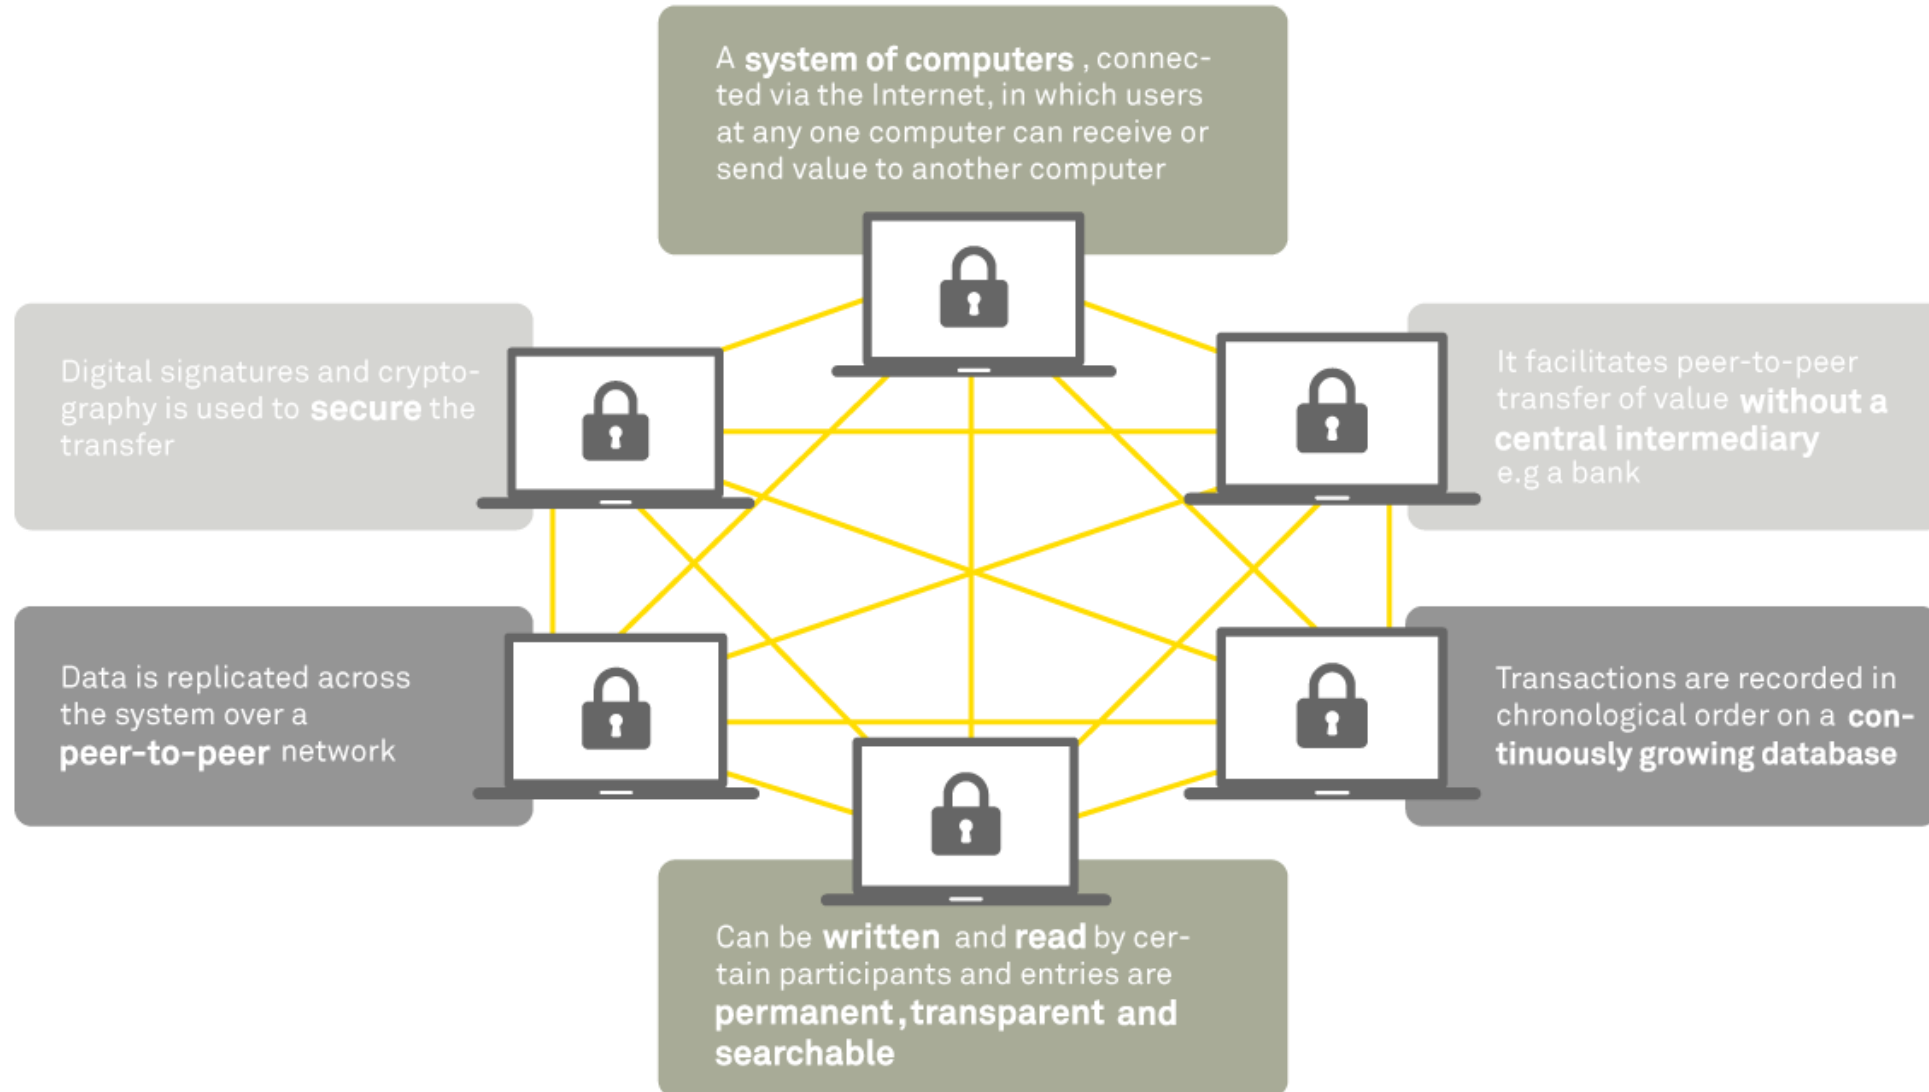 A system of computers , connec-
ted via the Internet, in which users
at any one computer can receive or
send value to another computer
Digital signatures and crypto-
graphy is used to secure the
transfer
It facilitates peer-to-peer
transfer of value without a
central intermediary
e.g a bank
Data is replicated across
the system over a
peer-to-peer network
Transactions are recorded in
chronological order on a con-
tinuously growing database
Can be written and read by cer-
tain participants and entries are
permanent, transparent and
searchable